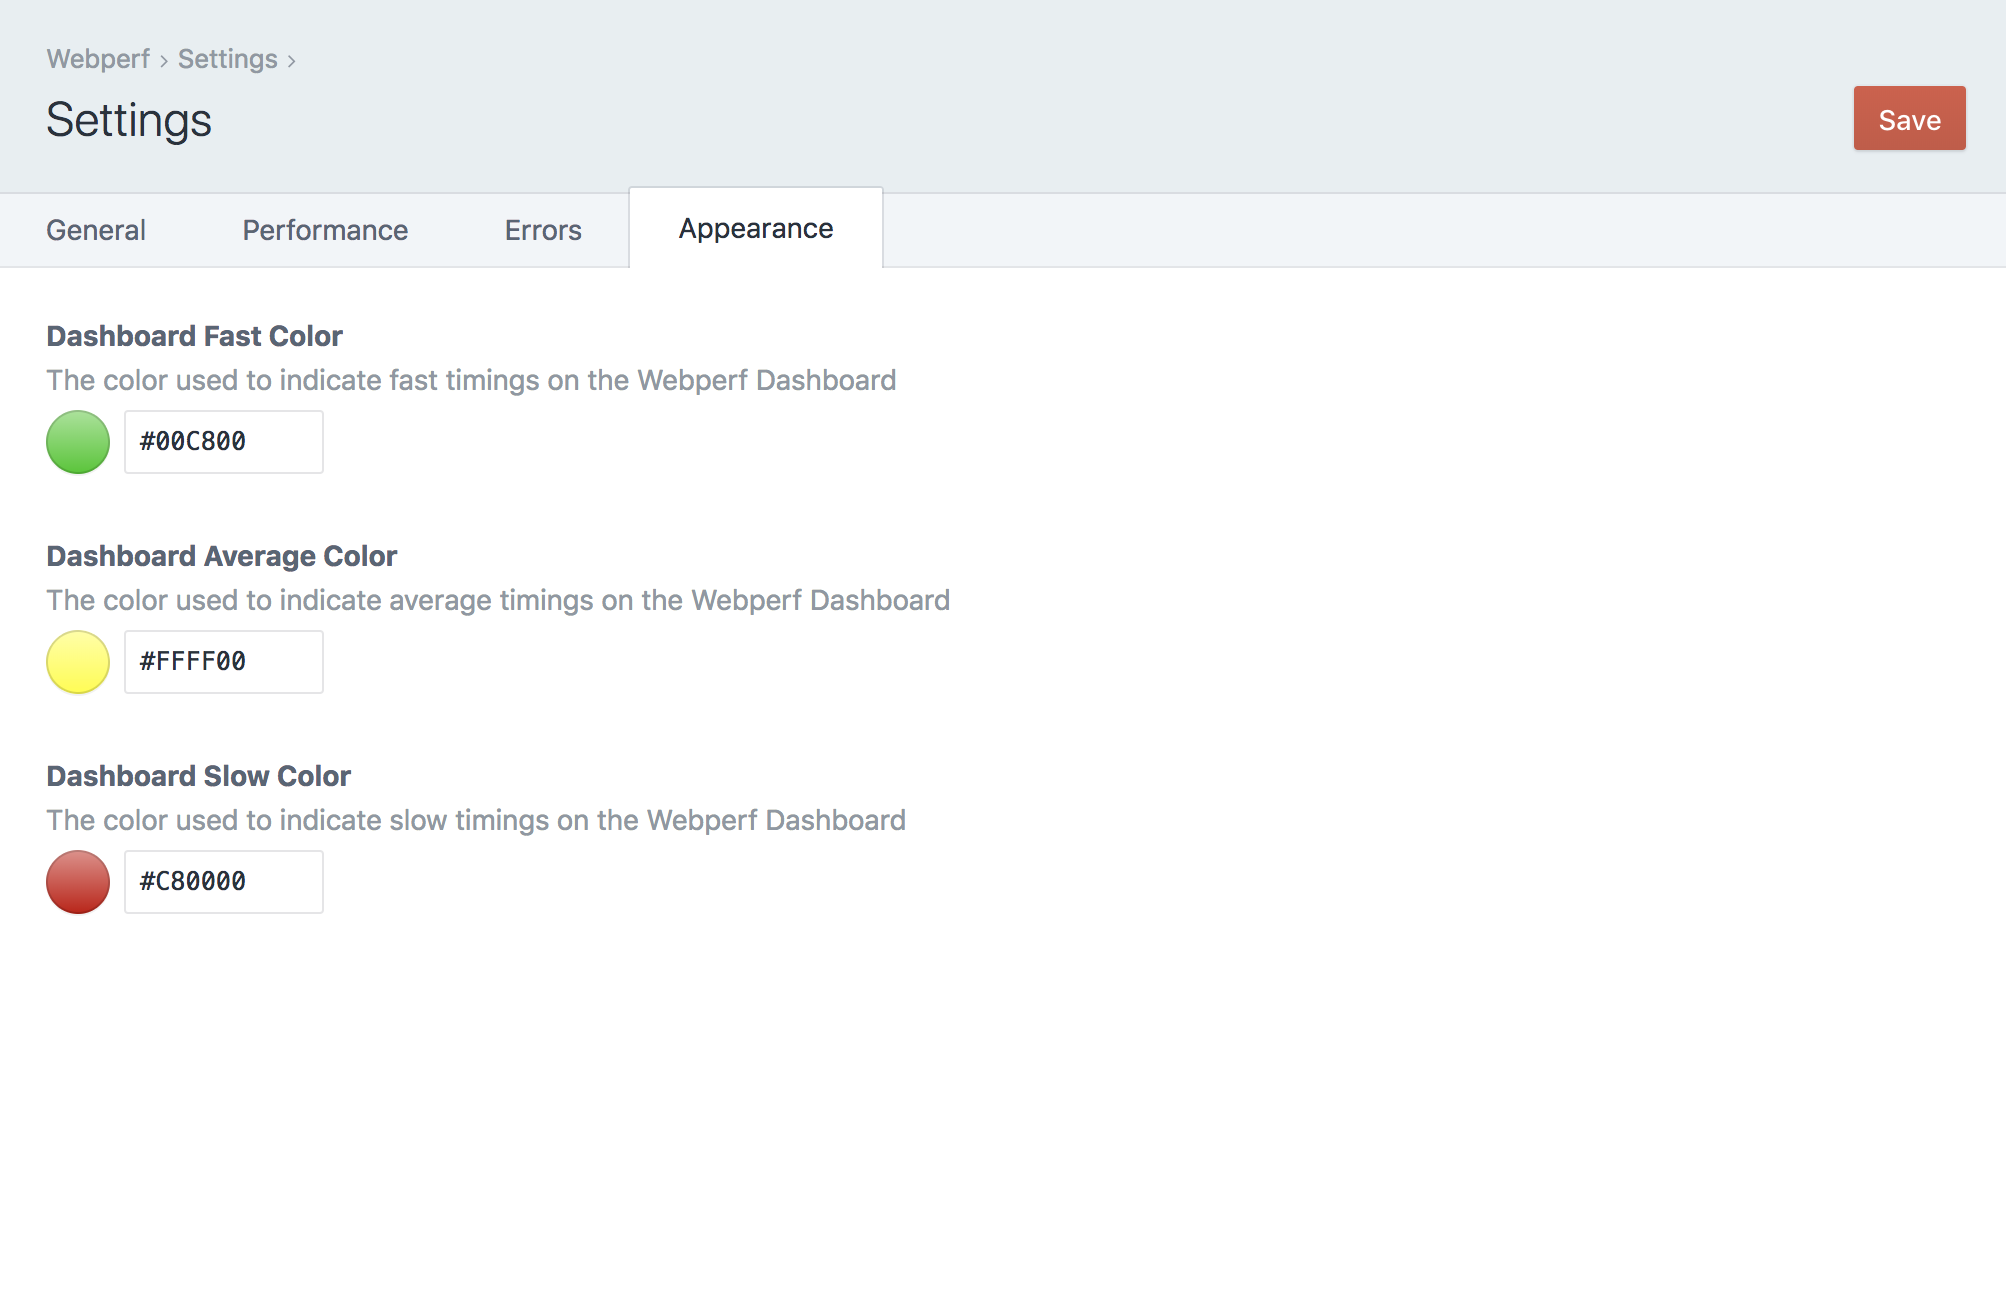 Webperf › Settings ›
Settings
Save
General Performance Errors Appearance
Dashboard Fast Color
The color used to indicate fast timings on the Webperf Dashboard
#00C800
Dashboard Average Color
The color used to indicate average timings on the Webperf Dashboard
#FFFF00
Dashboard Slow Color
The color used to indicate slow timings on the Webperf Dashboard
#C80000